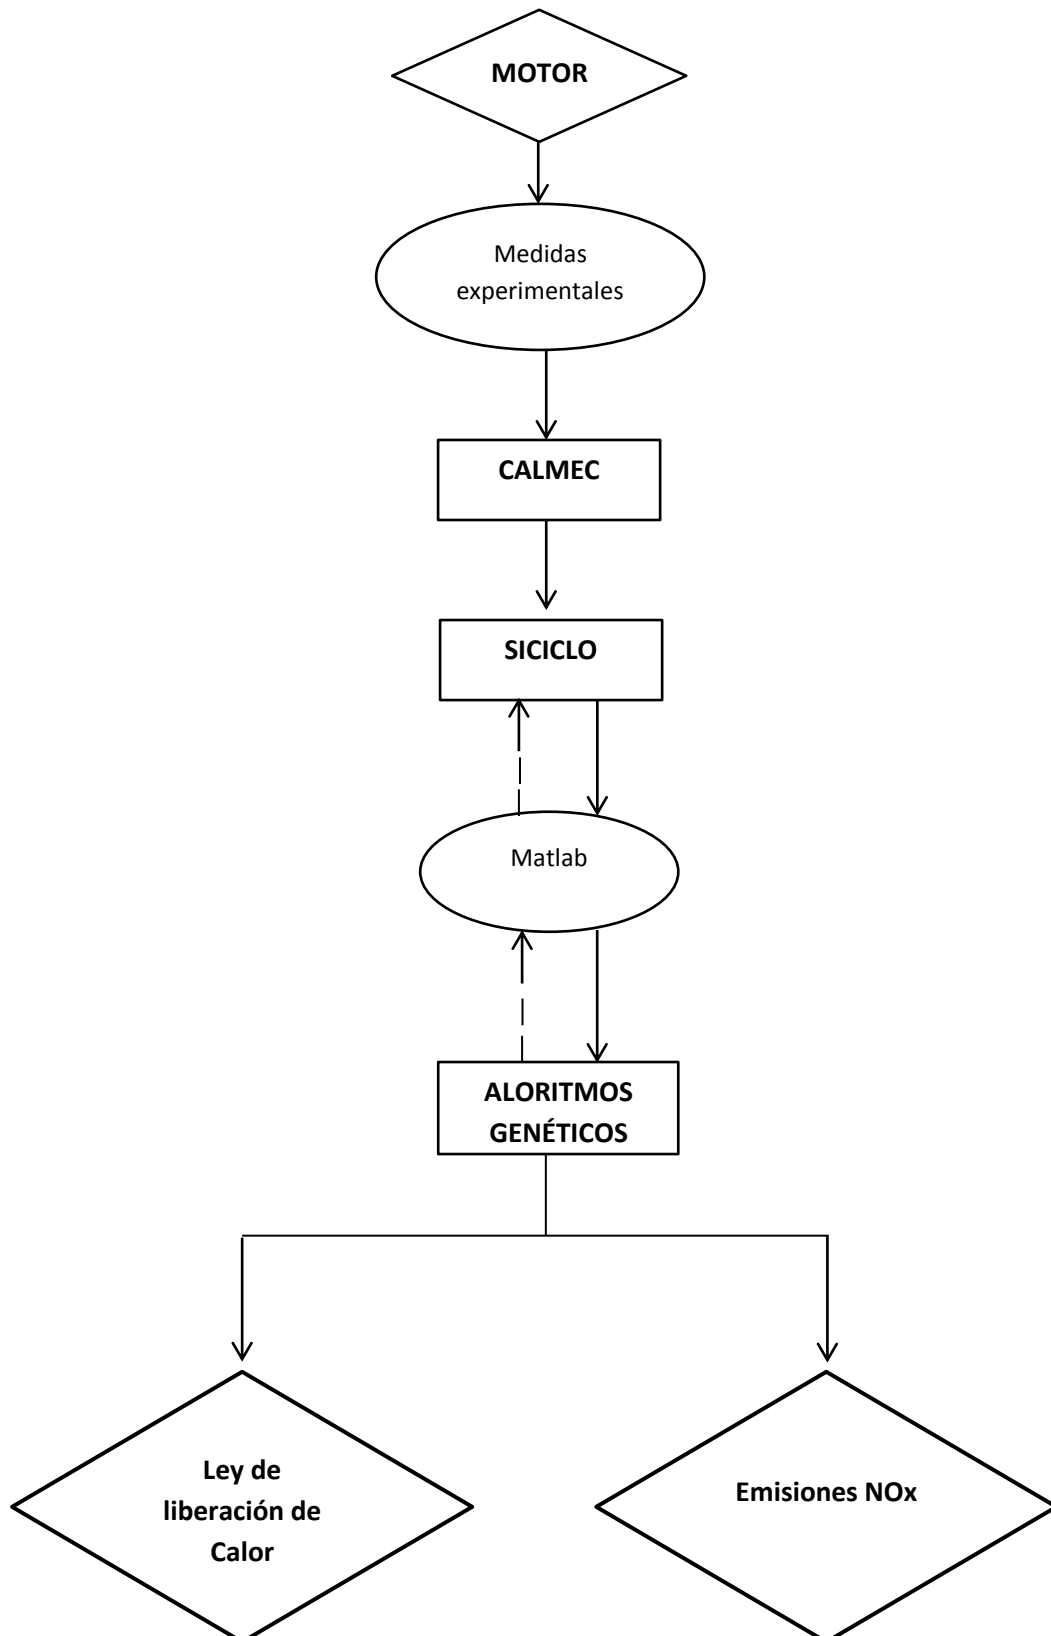 MOTOR
Medidas
experimentales
CALMEC
SICICLO
Matlab
ALORITMOS
GENÉTICOS
Ley de
liberación de
Calor
Emisiones NOx